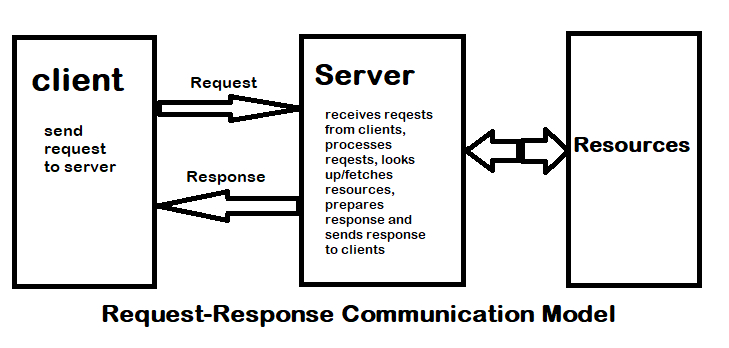 client
send
request
to server
Request
Response
Server
receives reqests
from clients,
processes
reqests, looks
up/fetches
resources,
prepares
response and
sends response
to clients
Resources
Request-Response Communication Model